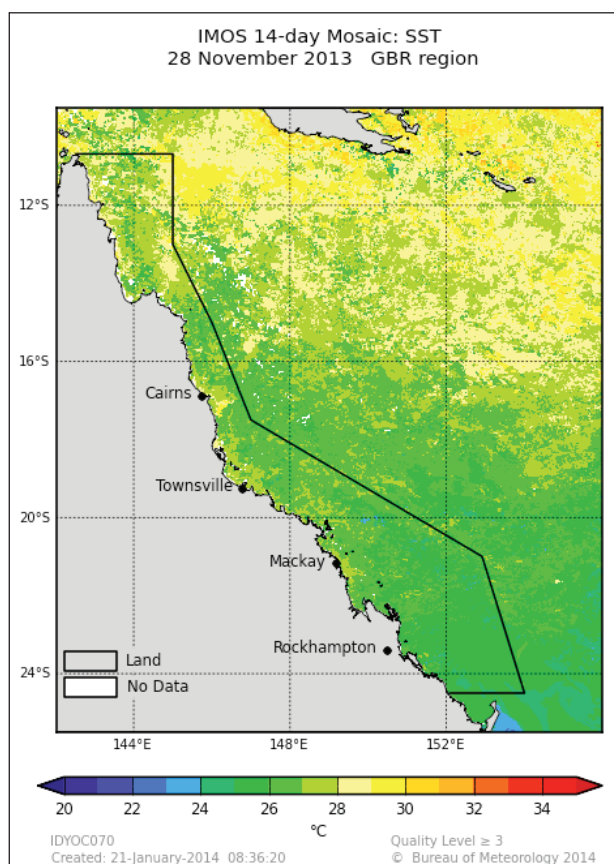 IMOS 14-day Mosaic: SST
28 November 2013 GBR region
12°S
16°S
Cairns
Townsville
20°S
Mackay
Rockhampton
Land
24°S
No Data
144°E 148°E 152°E
20 22 24 26 28 30 32 34
°C
IDYOC070 Quality Level ≥ 3
Created: 21-January-2014 08:36:20 © Bureau of Meteorology 2014